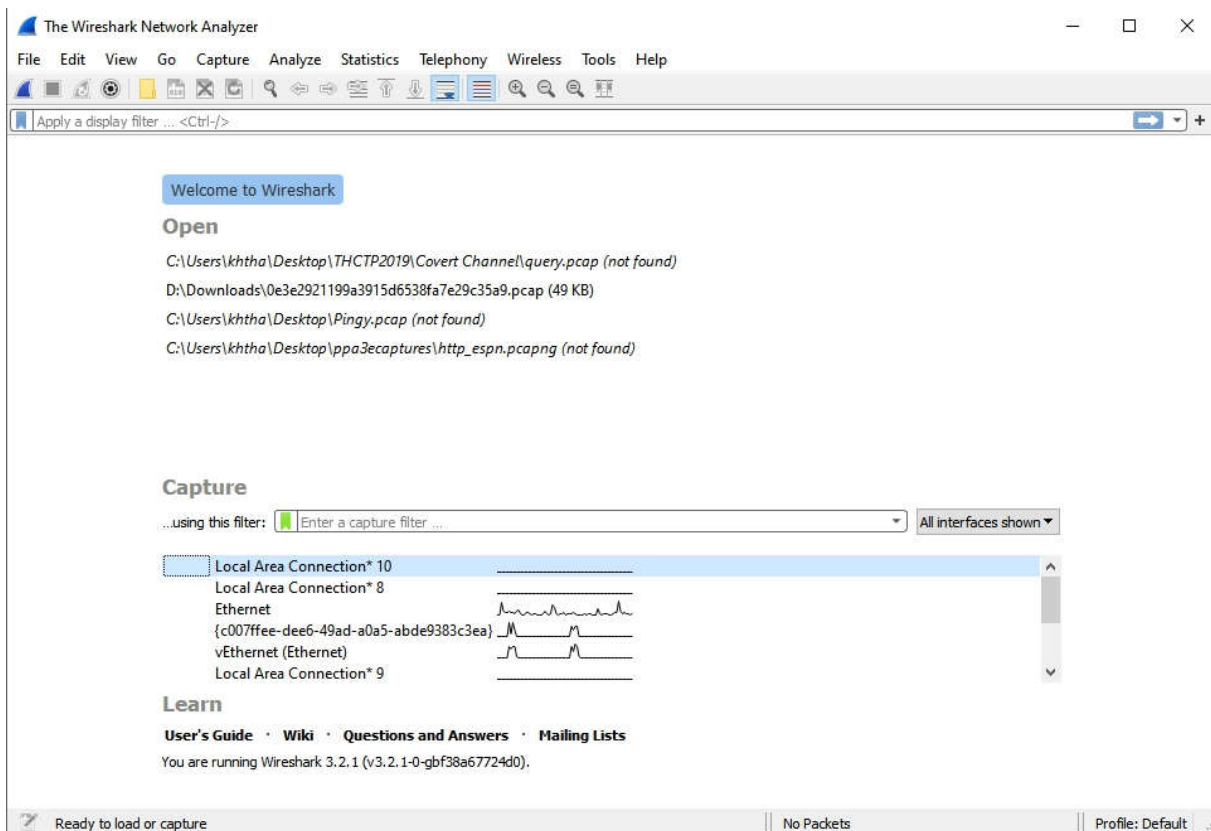 The Wireshark Network Analyzer
File Edit View Go Capture Analyze Statistics Telephony Wireless Tools Help
Apply a display filter ... <Ctrl-/>
Welcome to Wireshark
Open
C:\Users\khtha\Desktop\THCTP2019\Covert Channel\query.pcap (not found)
D:\Downloads\0e3e2921199a3915d6538fa7e29c35a9.pcap (49 KB)
C:\Users\khtha\Desktop\Pingy.pcap (not found)
C:\Users\khtha\Desktop\ppa3ecaptures\http_espn.pcapng (not found)
Capture
...using this filter: Enter a capture filter ... All interfaces shown
Local Area Connection* 10
Local Area Connection* 8
Ethernet
{c007ffee-dee6-49ad-a0a5-abde9383c3ea}
vEthernet (Ethernet)
Local Area Connection* 9
Learn
User's Guide · Wiki · Questions and Answers · Mailing Lists
You are running Wireshark 3.2.1 (v3.2.1-0-gbf38a67724d0).
Ready to load or capture No Packets Profile: Default